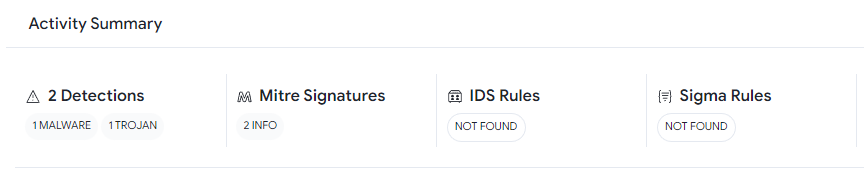 Activity Summary
2 Detections
1 MALWARE 1 TROJAN
Mitre Signatures
2 INFO
IDS Rules
NOT FOUND
Sigma Rules
NOT FOUND